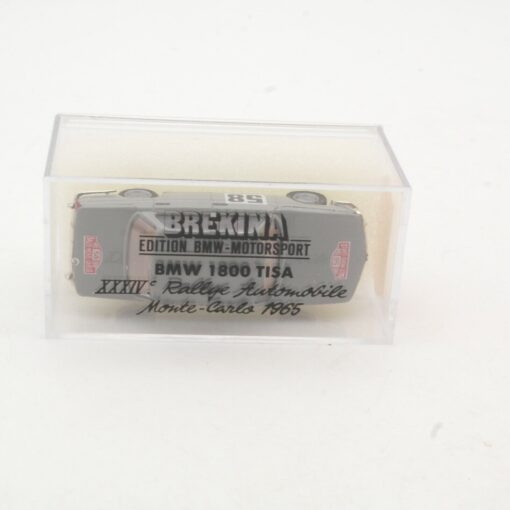 58
BREKINA
EDITION BMW-MOTORSPORT
BMW 1800 TISA
XXXIVe Rallye Automobile
Monte-Carlo 1965